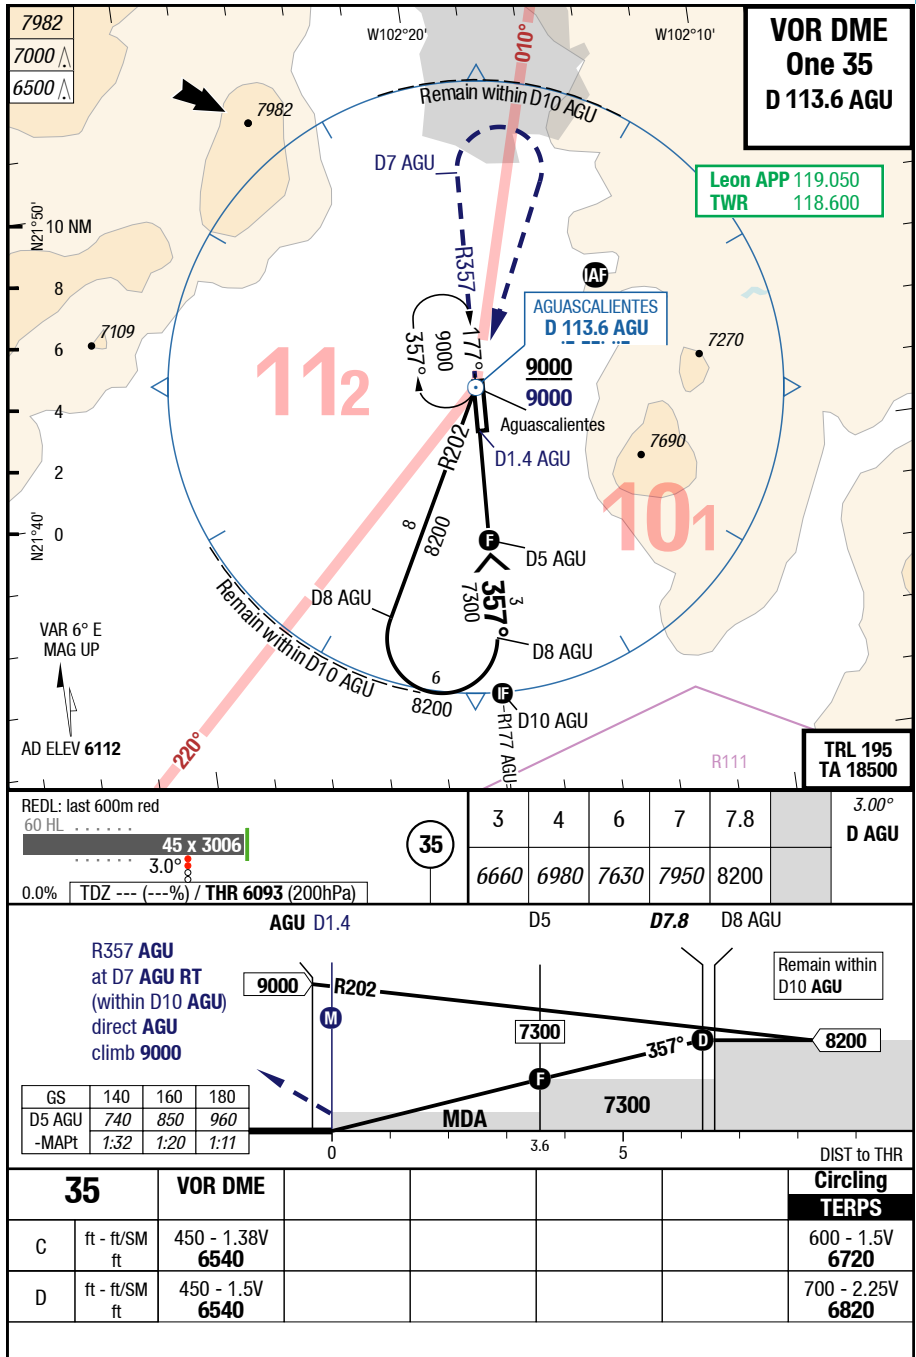 7982
7000
6500
W102°20'
010°
W102°10'
VOR DME
One 35
D 113.6 AGU
Remain within D10 AGU
7982
D7 AGU
Leon APP 119.050
TWR 118.600
N21°50'
10 NM
8
6
4
2
0
N21°40'
R357
IAF
AGUASCALIENTES
D 113.6 AGU
7109
7270
357°
9000
177°
112
9000
9000
Aguascalientes
R202
D1.4 AGU
7690
101
8
8200
F
D5 AGU
D8 AGU
357°
3
7300
D8 AGU
Remain within D10 AGU
6
8200
IF
D10 AGU
R177 AGU
VAR 6° E
MAG UP
AD ELEV 6112
220°
R111
TRL 195
TA 18500
REDL: last 600m red
60 HL
45 x 3006
3.0°
0.0%
TDZ --- (---%) / THR 6093 (200hPa)
35
3 4 6 7 7.8
6660 6980 7630 7950 8200
3.00°
D AGU
AGU D1.4 D5 D7.8 D8 AGU
R357 AGU
at D7 AGU RT
(within D10 AGU)
direct AGU
climb 9000
9000
R202
M
7300
F
357°
D
8200
Remain within
D10 AGU
MDA
7300
GS 140 160 180
D5 AGU 740 850 960
-MAPt 1:32 1:20 1:11
0 3.6 5 DIST to THR
35 VOR DME Circling
TERPS
C ft - ft/SM 450 - 1.38V 600 - 1.5V
ft 6540 6720
D ft - ft/SM 450 - 1.5V 700 - 2.25V
ft 6540 6820